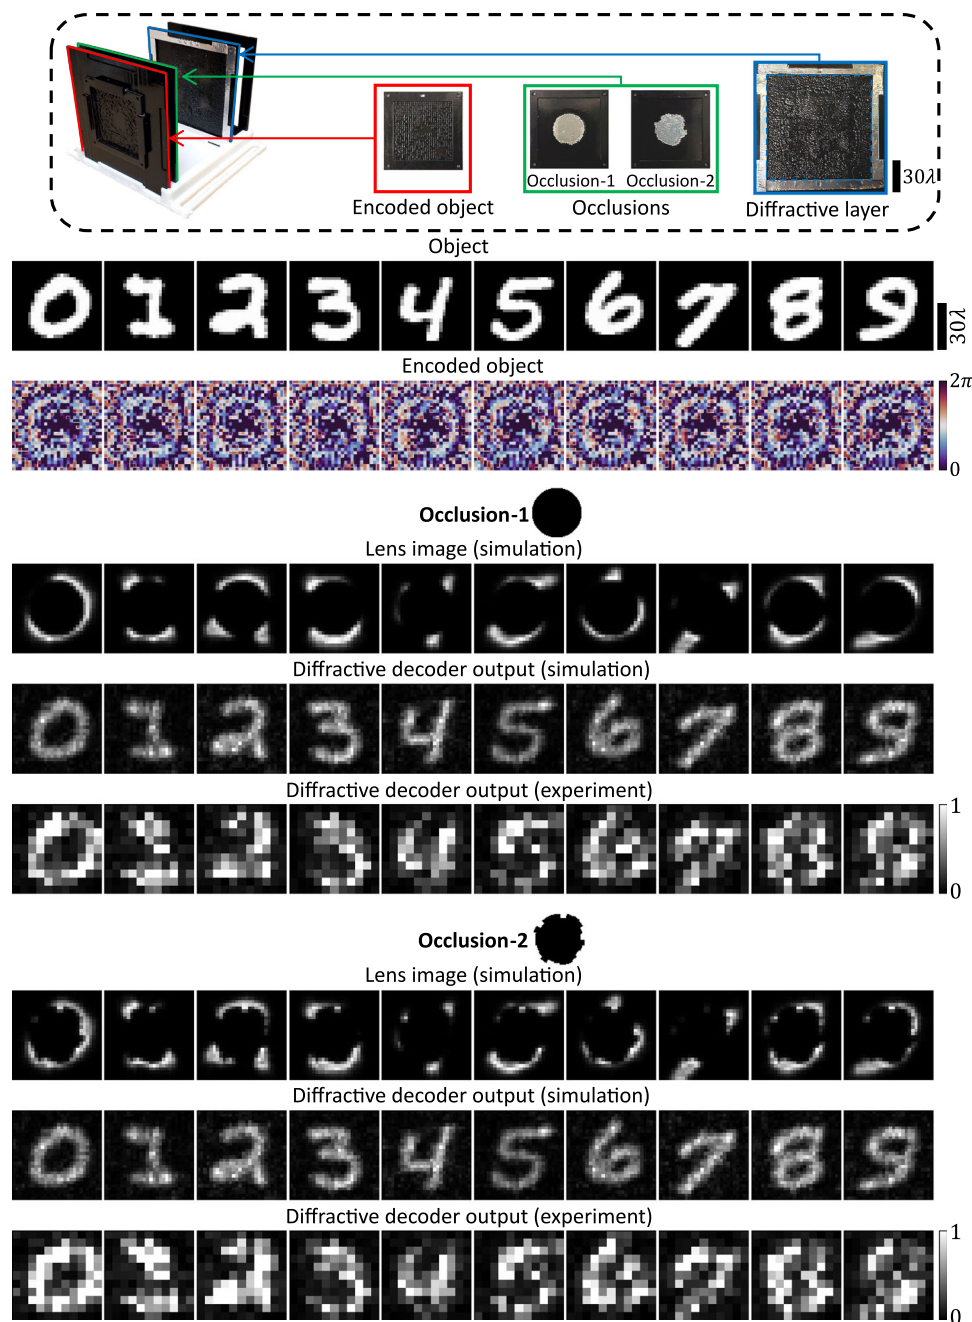 Occlusion-1 Occlusion-2
30λ
Encoded object Occlusions Diffractive layer
Object
30λ
Encoded object
2π
0
Occlusion-1
Lens image (simulation)
Diffractive decoder output (simulation)
Diffractive decoder output (experiment)
1
0
Occlusion-2
Lens image (simulation)
Diffractive decoder output (simulation)
Diffractive decoder output (experiment)
1
0